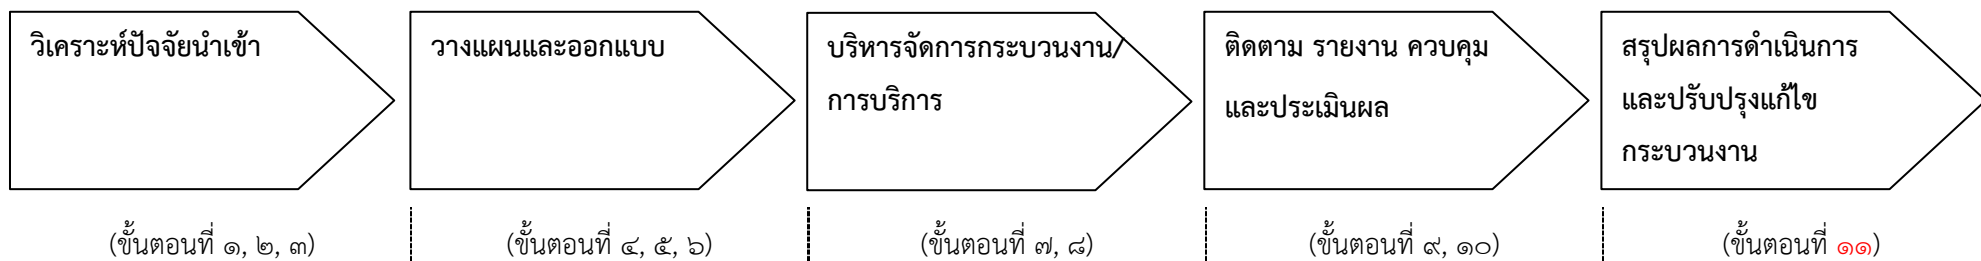 วิเคราะห์ปัจจัยนำเข้า
วางแผนและออกแบบ
บริหารจัดการกระบวนงาน/
การบริการ
ติดตาม รายงาน ควบคุม
และประเมินผล
สรุปผลการดำเนินการ
และปรับปรุงแก้ไข
กระบวนงาน
(ขั้นตอนที่ ๑, ๒, ๓)
(ขั้นตอนที่ ๔, ๕, ๖)
(ขั้นตอนที่ ๗, ๘)
(ขั้นตอนที่ ๙, ๑๐)
(ขั้นตอนที่ ๑๑)